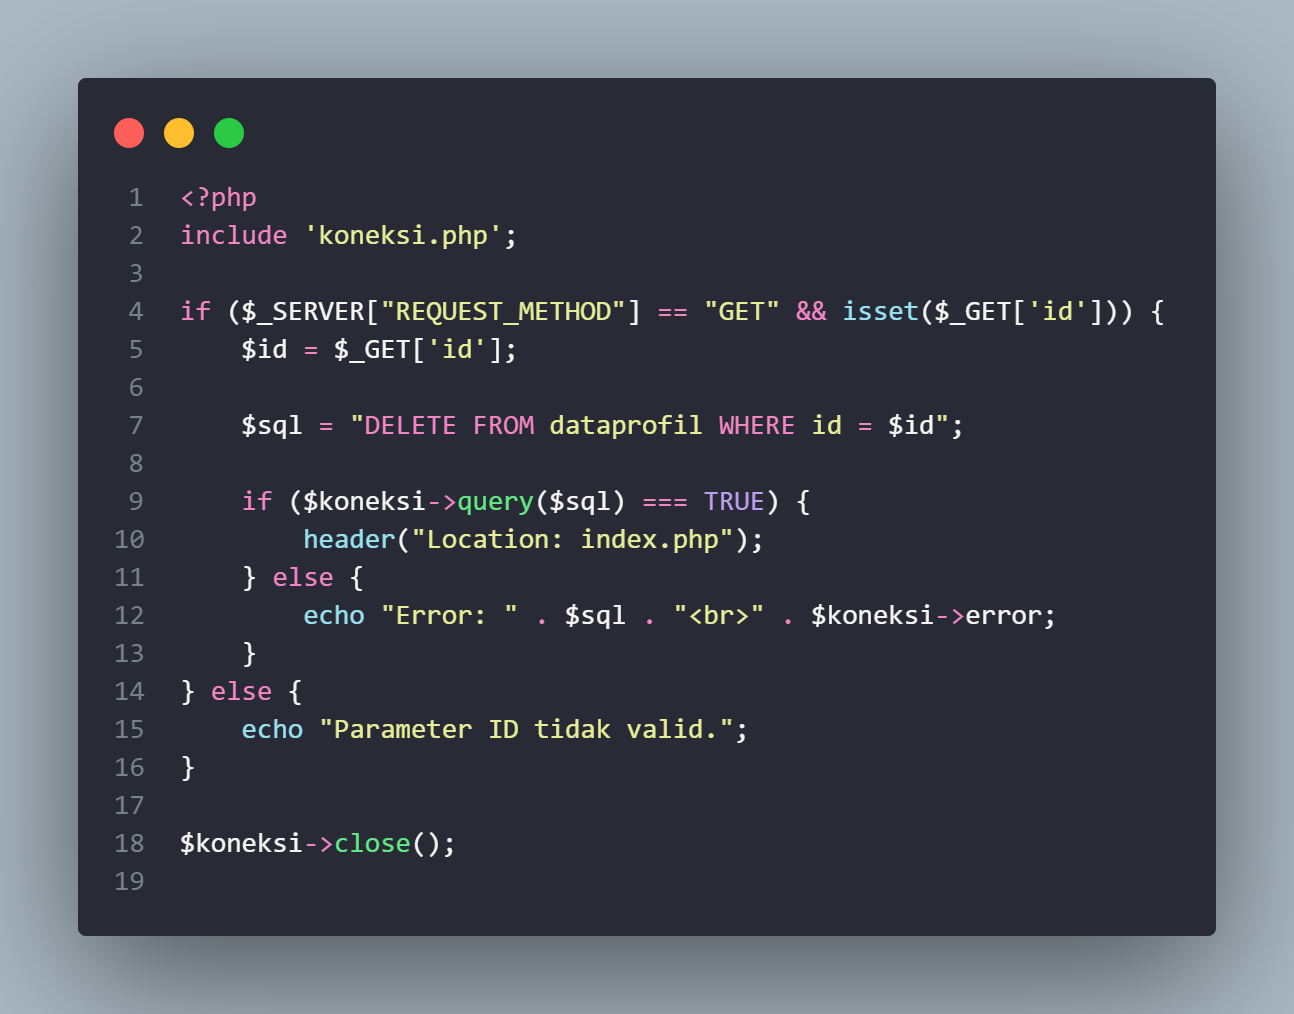 1 <?php
2 include 'koneksi.php';
3
4 if ($_SERVER["REQUEST_METHOD"] == "GET" && isset($_GET['id'])) {
5     $id = $_GET['id'];
6
7     $sql = "DELETE FROM dataprofil WHERE id = $id";
8
9     if ($koneksi->query($sql) === TRUE) {
10         header("Location: index.php");
11     } else {
12         echo "Error: " . $sql . "<br>" . $koneksi->error;
13     }
14 } else {
15     echo "Parameter ID tidak valid.";
16 }
17
18 $koneksi->close();
19